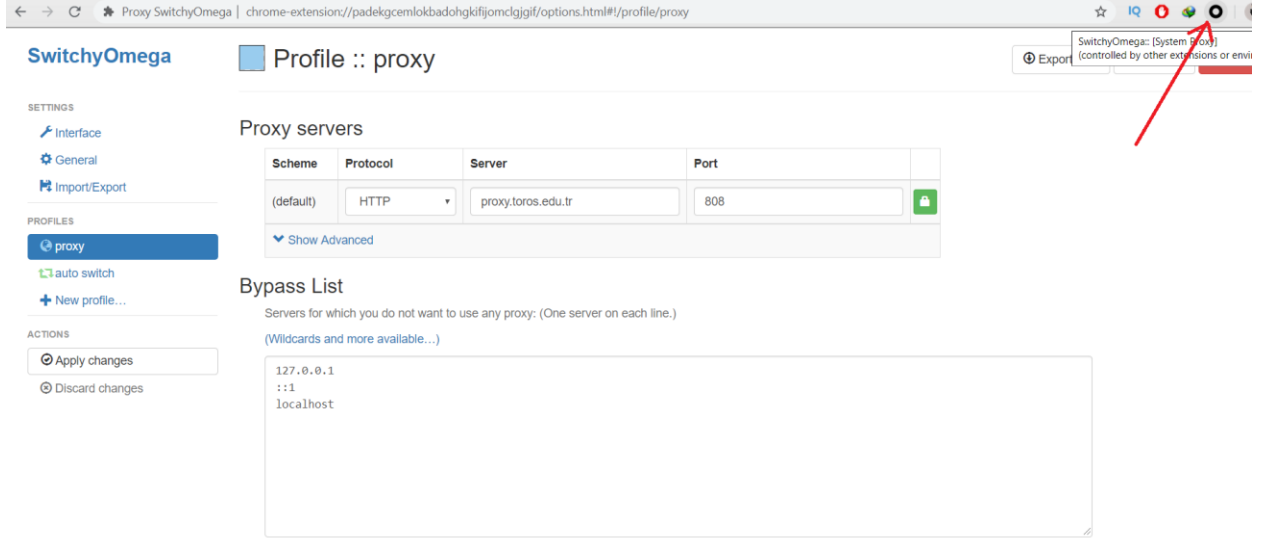 Proxy SwitchyOmega | chrome-extension://padekgcemlokbadohgkifijomclgjgif/options.html#!/profile/proxy
IQ
SwitchyOmega:: [System Proxy]
(controlled by other extensions or envi
SwitchyOmega
Profile :: proxy
Export
SETTINGS
Interface
General
Import/Export
PROFILES
proxy
auto switch
New profile…
ACTIONS
Apply changes
Discard changes
Proxy servers
Scheme Protocol Server Port
(default) HTTP proxy.toros.edu.tr 808
Show Advanced
Bypass List
Servers for which you do not want to use any proxy: (One server on each line.)
(Wildcards and more available…)
127.0.0.1
::1
localhost